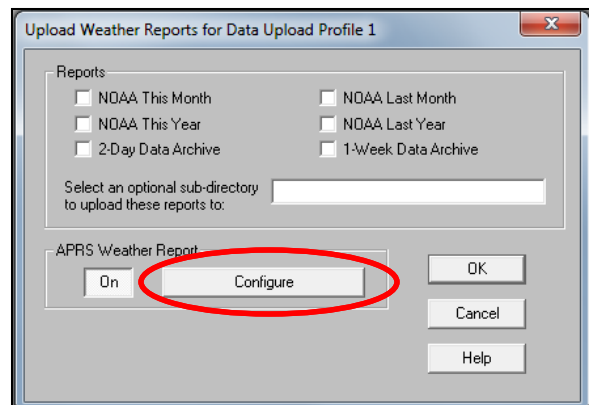 Upload Weather Reports for Data Upload Profile 1
Reports
NOAA This Month
NOAA Last Month
NOAA This Year
NOAA Last Year
2-Day Data Archive
1-Week Data Archive
Select an optional sub-directory
to upload these reports to:
APRS Weather Report
On
Configure
OK
Cancel
Help